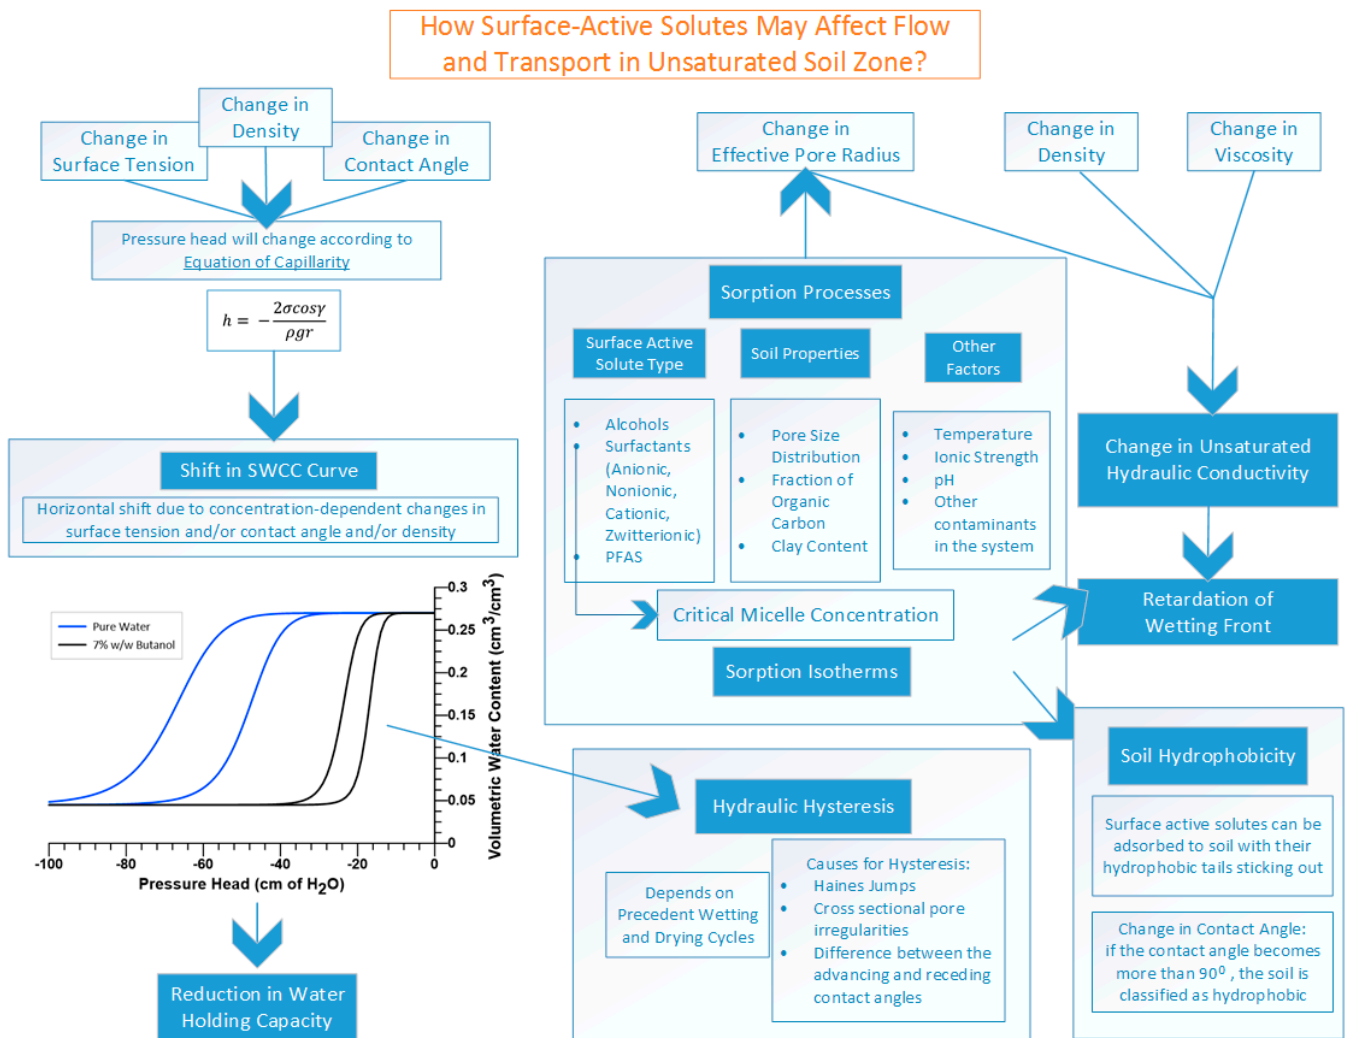 How Surface-Active Solutes May Affect Flow
and Transport in Unsaturated Soil Zone?
Change in
Surface Tension
Change in
Density
Change in
Contact Angle
Pressure head will change according to
Equation of Capillarity
h = − 2σcosγ / ρgr
Shift in SWCC Curve
Horizontal shift due to concentration-dependent changes in
surface tension and/or contact angle and/or density
Pure Water
7% w/w Butanol
0.3
0.25
0.2
0.15
0.1
0.05
0
Volumetric Water Content (cm³/cm³)
-100
-80
-60
-40
-20
0
Pressure Head (cm of H₂O)
Reduction in Water
Holding Capacity
Change in
Effective Pore Radius
Change in
Density
Change in
Viscosity
Sorption Processes
Surface Active
Solute Type
Soil Properties
Other
Factors
• Alcohols
• Surfactants
(Anionic,
Nonionic,
Cationic,
Zwitterionic)
• PFAS
• Pore Size
Distribution
• Fraction of
Organic
Carbon
• Clay Content
• Temperature
• Ionic Strength
• pH
• Other
contaminants
in the system
Critical Micelle Concentration
Sorption Isotherms
Change in Unsaturated
Hydraulic Conductivity
Retardation of
Wetting Front
Hydraulic Hysteresis
Depends on
Precedent Wetting
and Drying Cycles
Causes for Hysteresis:
• Haines Jumps
• Cross sectional pore
irregularities
• Difference between the
advancing and receding
contact angles
Soil Hydrophobicity
Surface active solutes can be
adsorbed to soil with their
hydrophobic tails sticking out
Change in Contact Angle:
if the contact angle becomes
more than 90⁰ , the soil is
classified as hydrophobic